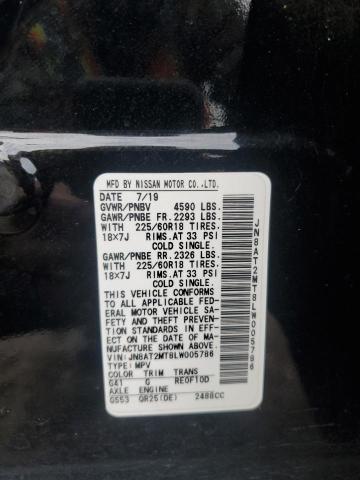 MFD BY NISSAN MOTOR CO.,LTD.
DATE 7/19
GVWR/PNBV 4590 LBS.
GAWR/PNBE FR. 2293 LBS.
WITH 225/60R18 TIRES.
18×7J RIMS. AT 33 PSI
COLD SINGLE.
GAWR/PNBE RR. 2326 LBS.
WITH 225/60R18 TIRES.
18×7J RIMS. AT 33 PSI
COLD SINGLE.
THIS VEHICLE CONFORMS
TO ALL APPLICABLE FED-
ERAL MOTOR VEHICLE SA-
FETY AND THEFT PREVEN-
TION STANDARDS IN EFF-
ECT ON THE DATE OF MA-
NUFACTURE SHOWN ABOVE.
VIN:JN8AT2MT8LW005786
TYPE: MPV
COLOR TRIM TRANS
G41 G RE0F10D
AXLE ENGINE
G553 QR25(DE) 2488CC
JN8AT2MT8LW005786